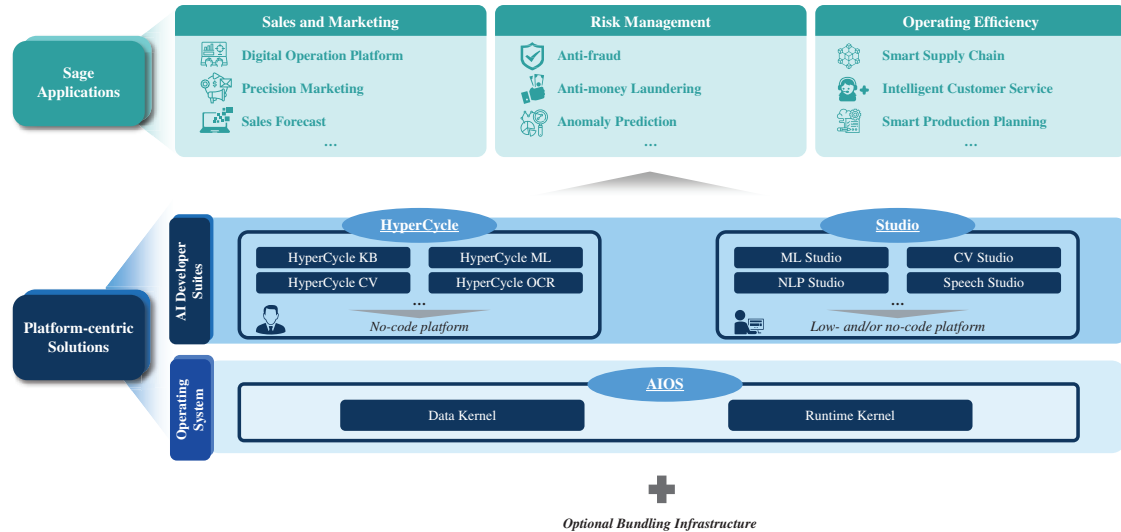 Sales and Marketing
Risk Management
Operating Efficiency
Sage
Applications
Digital Operation Platform
Precision Marketing
Sales Forecast
...
Anti-fraud
Anti-money Laundering
Anomaly Prediction
...
Smart Supply Chain
Intelligent Customer Service
Smart Production Planning
...
Platform-centric
Solutions
AI Developer
Suites
HyperCycle
HyperCycle KB
HyperCycle ML
HyperCycle CV
HyperCycle OCR
...
No-code platform
Studio
ML Studio
CV Studio
NLP Studio
Speech Studio
...
Low- and/or no-code platform
Operating
System
AIOS
Data Kernel
Runtime Kernel
Optional Bundling Infrastructure